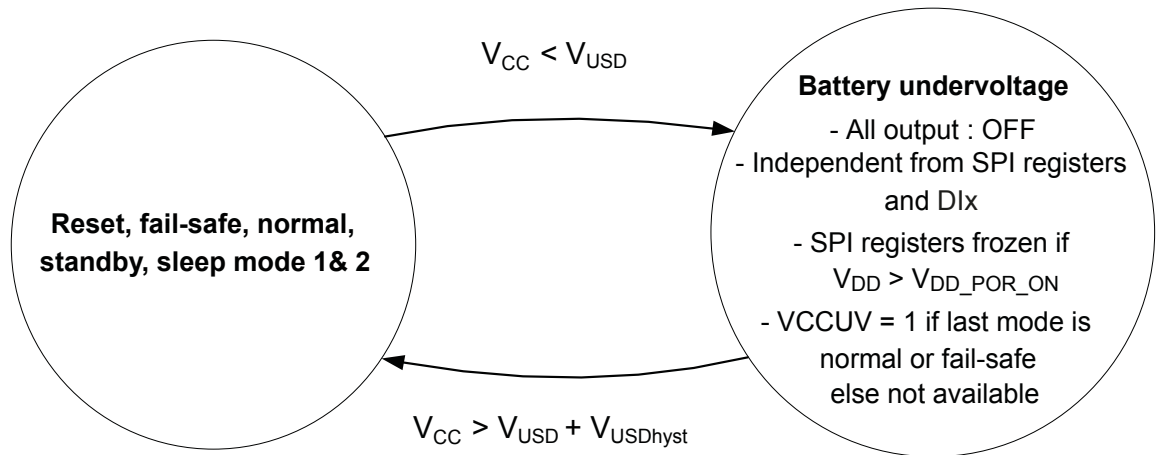 V_CC < V_USD
Reset, fail-safe, normal,
standby, sleep mode 1& 2
Battery undervoltage
- All output : OFF
- Independent from SPI registers
and DIx
- SPI registers frozen if
V_DD > V_DD_POR_ON
- VCCUV = 1 if last mode is
normal or fail-safe
else not available
V_CC > V_USD + V_USDhyst